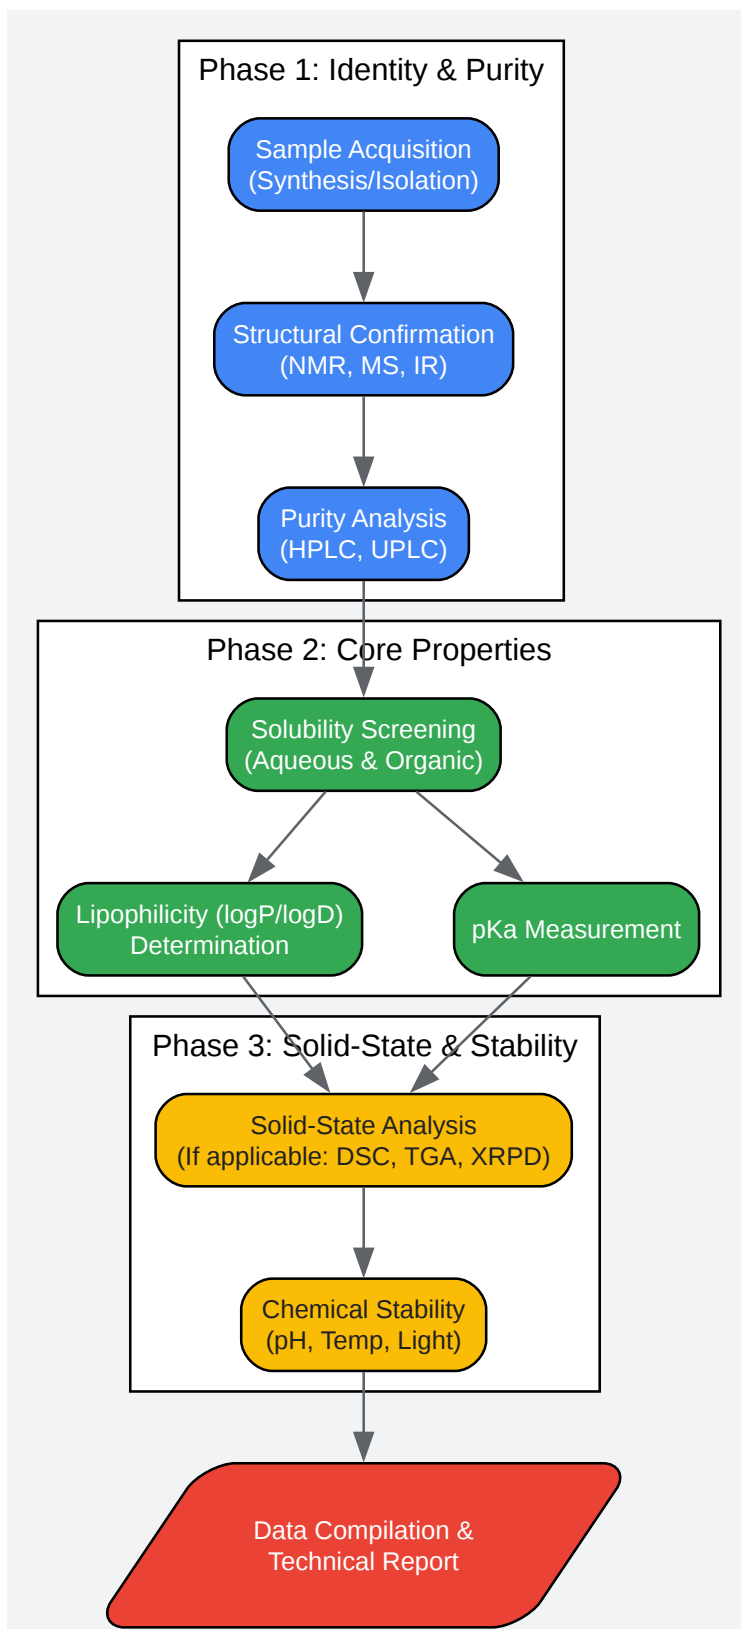 Phase 1: Identity & Purity
Sample Acquisition
(Synthesis/Isolation)
Structural Confirmation
(NMR, MS, IR)
Purity Analysis
(HPLC, UPLC)
Phase 2: Core Properties
Solubility Screening
(Aqueous & Organic)
Lipophilicity (logP/logD)
Determination
pKa Measurement
Phase 3: Solid-State & Stability
Solid-State Analysis
(If applicable: DSC, TGA, XRPD)
Chemical Stability
(pH, Temp, Light)
Data Compilation &
Technical Report